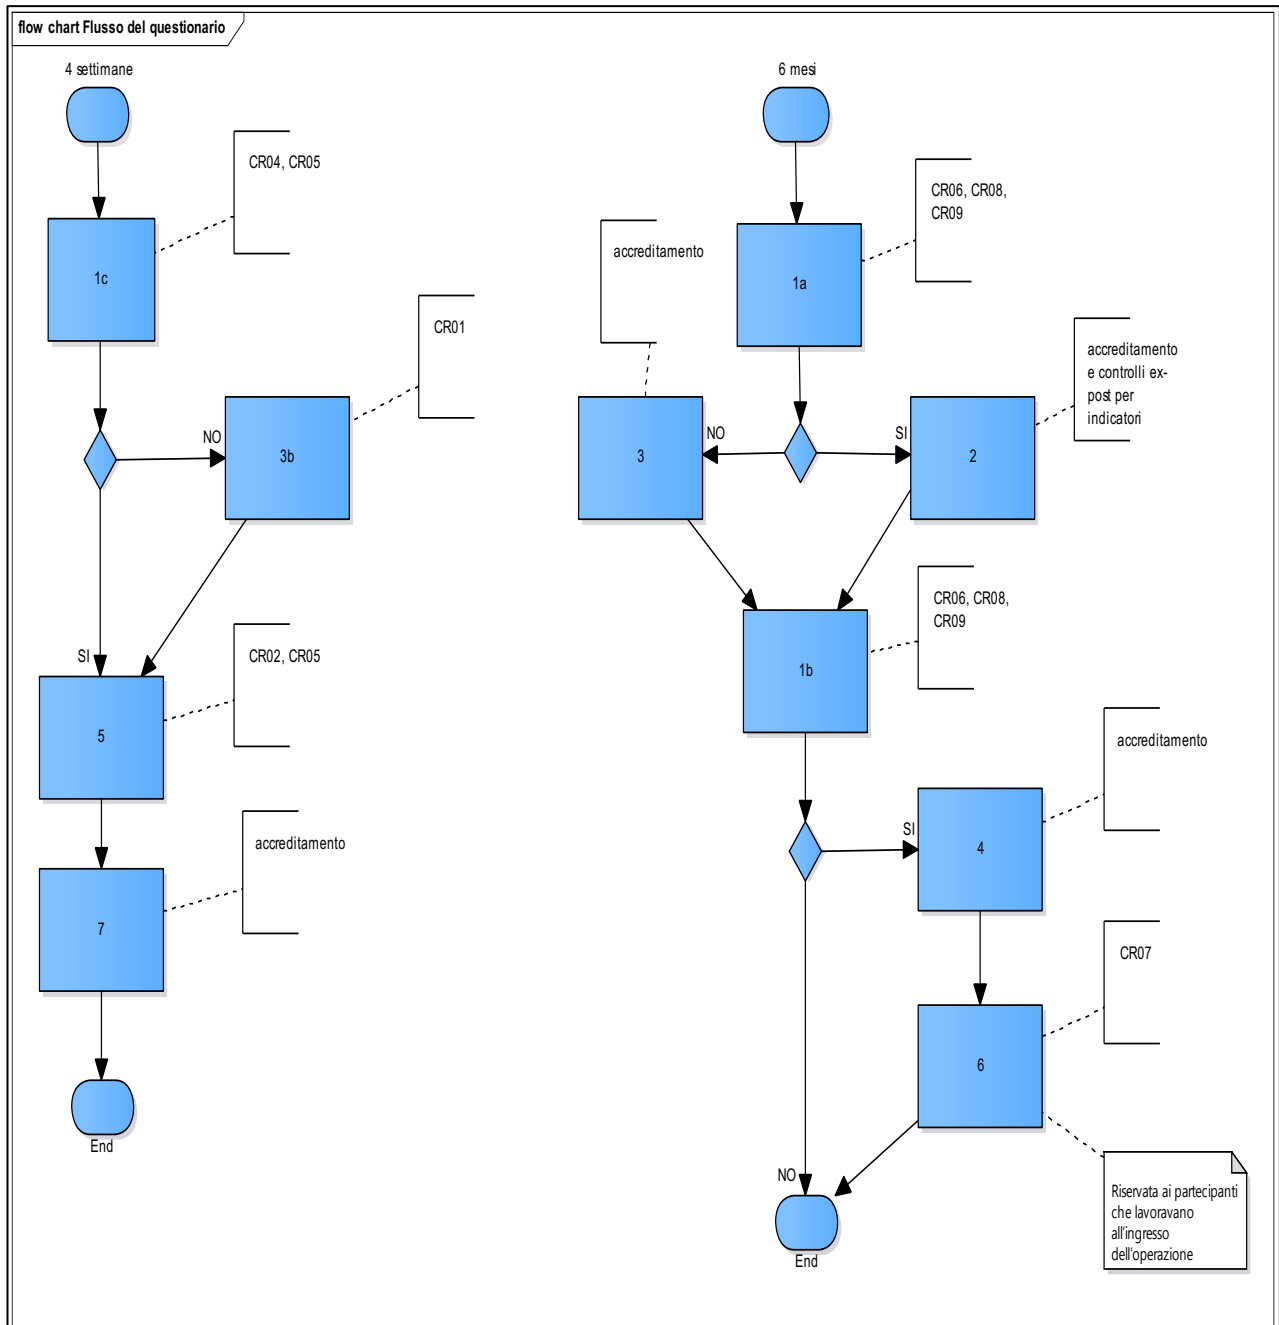 flow chart Flusso del questionario
4 settimane
CR04, CR05
1c
CR01
NO
3b
SI
CR02, CR05
5
accreditamento
7
End
6 mesi
CR06, CR08,
CR09
1a
accreditamento
accreditamento
e controlli ex-
post per
indicatori
NO
SI
3
2
CR06, CR08,
CR09
1b
accreditamento
SI
4
CR07
6
NO
Riservata ai partecipanti
che lavoravano
all'ingresso
dell'operazione
End